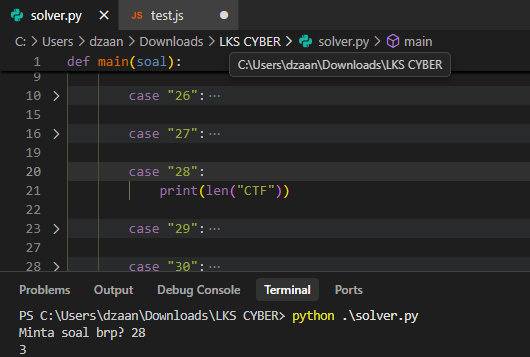 solver.py
JS test.js
C: > Users > dzaan > Downloads > LKS CYBER > solver.py > main
1 def main(soal):
C:\Users\dzaan\Downloads\LKS CYBER
9
10 case "26":···
15
16 case "27":···
19
20 case "28":
21 print(len("CTF"))
22
23 case "29":···
27
28 case "30":···
Problems Output Debug Console Terminal Ports
PS C:\Users\dzaan\Downloads\LKS CYBER> python .\solver.py
Minta soal brp? 28
3